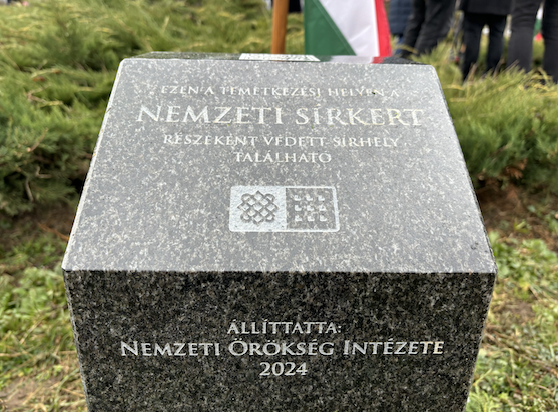 EZEN A TEMETKEZÉSI HELYEN A
NEMZETI SÍRKERT
RÉSZEKÉNT VÉDETT SÍRHELY
TALÁLHATÓ
ÁLLÍTTATTA:
NEMZETI ÖRÖKSÉG INTÉZETE
2024